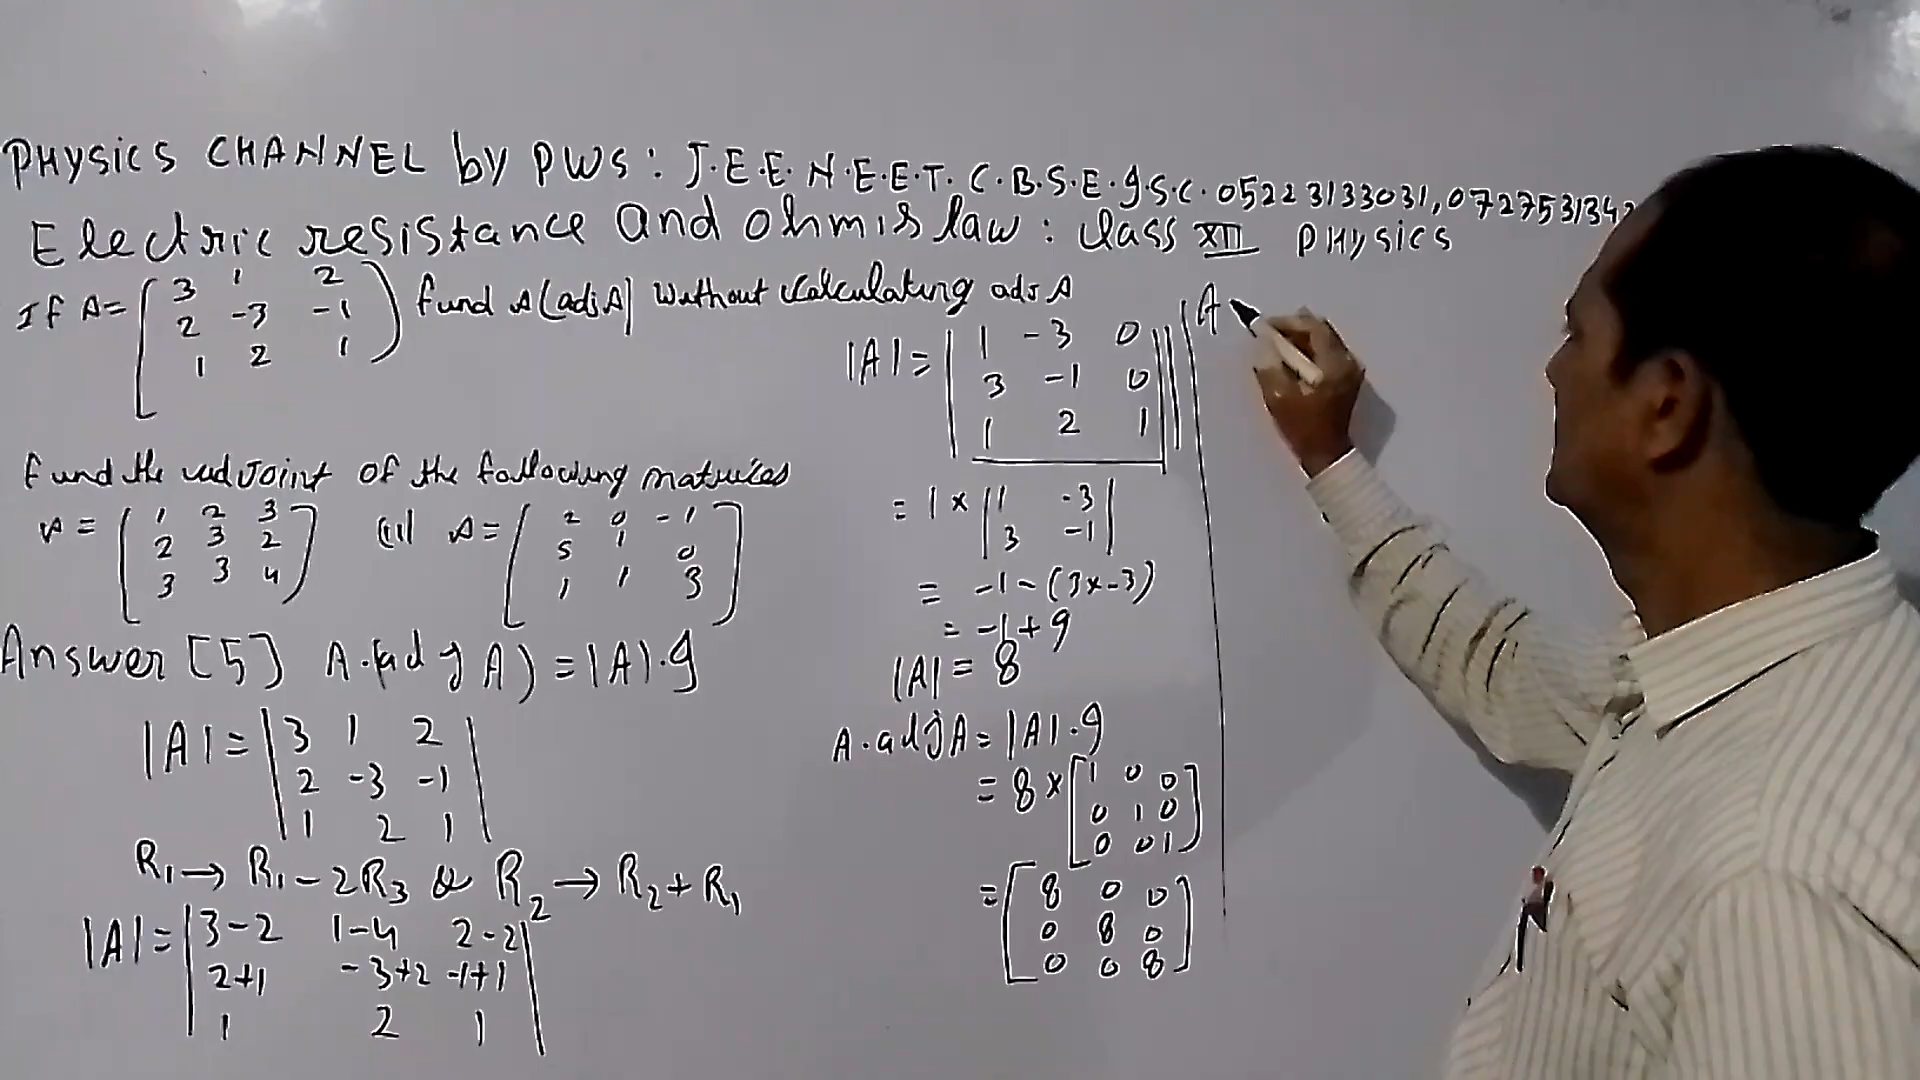 PHYSICS CHANNEL by PWS : J.E.E. N.E.E.T. C.B.S.E. I.S.C. 05223133031, 0727531342
Electric resistance and ohmis law : Class XII PHYSICS
If A = [ 3 1 2
2 -3 -1
1 2 1 ] find A(adj A) without calculating adj A
find the adjoint of the following matrices
A = [ 1 2 3
2 3 2
3 3 4 ]
(ii) A = [ 2 0 -1
5 1 0
1 1 3 ]
Answer [5] A.(adj A) = |A|.I
|A| = | 3 1 2
2 -3 -1
1 2 1 |
R1 → R1 - 2R3 & R2 → R2 + R1
|A| = | 3-2 1-4 2-2 |
2+1 -3+2 -1+1
1 2 1
|A| = | 1 -3 0
3 -1 0
1 2 1 |
= 1 × | 1 -3 |
3 -1
= -1 - (3×-3)
= -1 + 9
|A| = 8
A.adjA = |A|.I
= 8 × [ 1 0 0
0 1 0
0 0 1 ]
= [ 8 0 0
0 8 0
0 0 8 ]
A